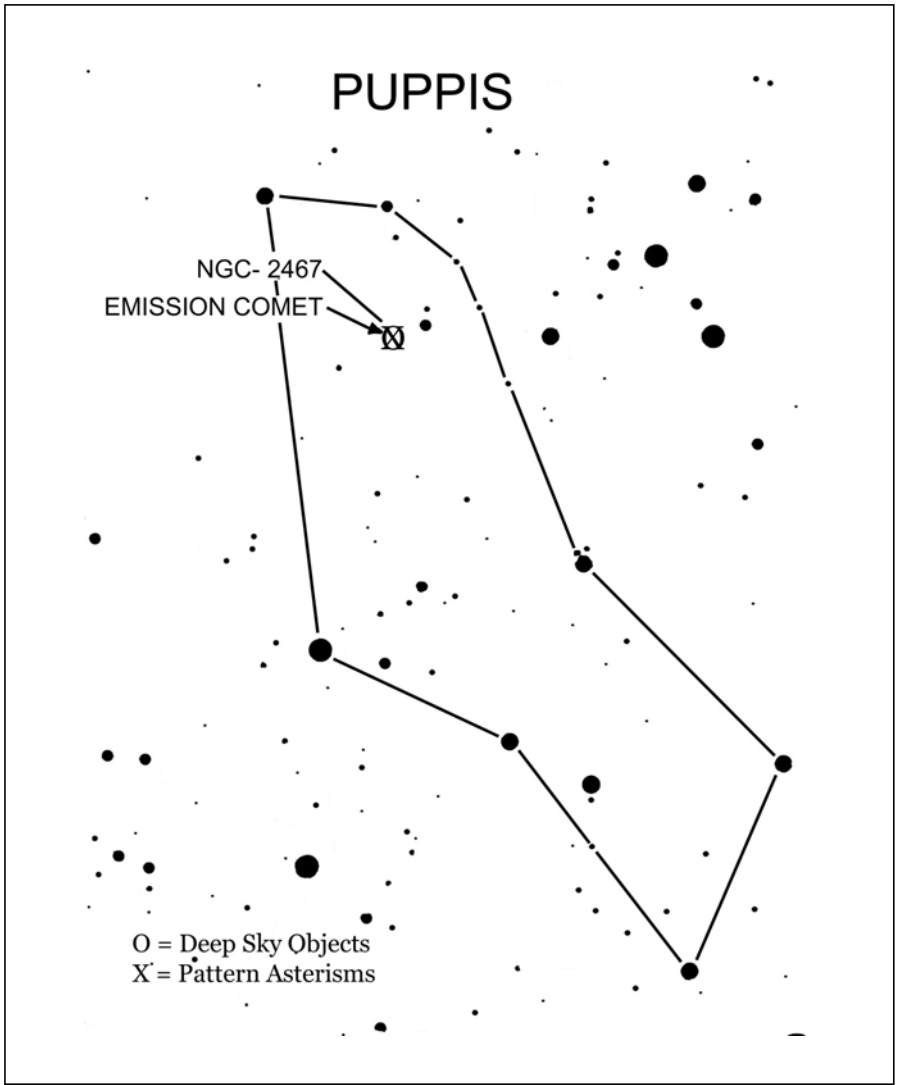 PUPPIS
NGC- 2467
EMISSION COMET
X
O = Deep Sky Objects
X = Pattern Asterisms